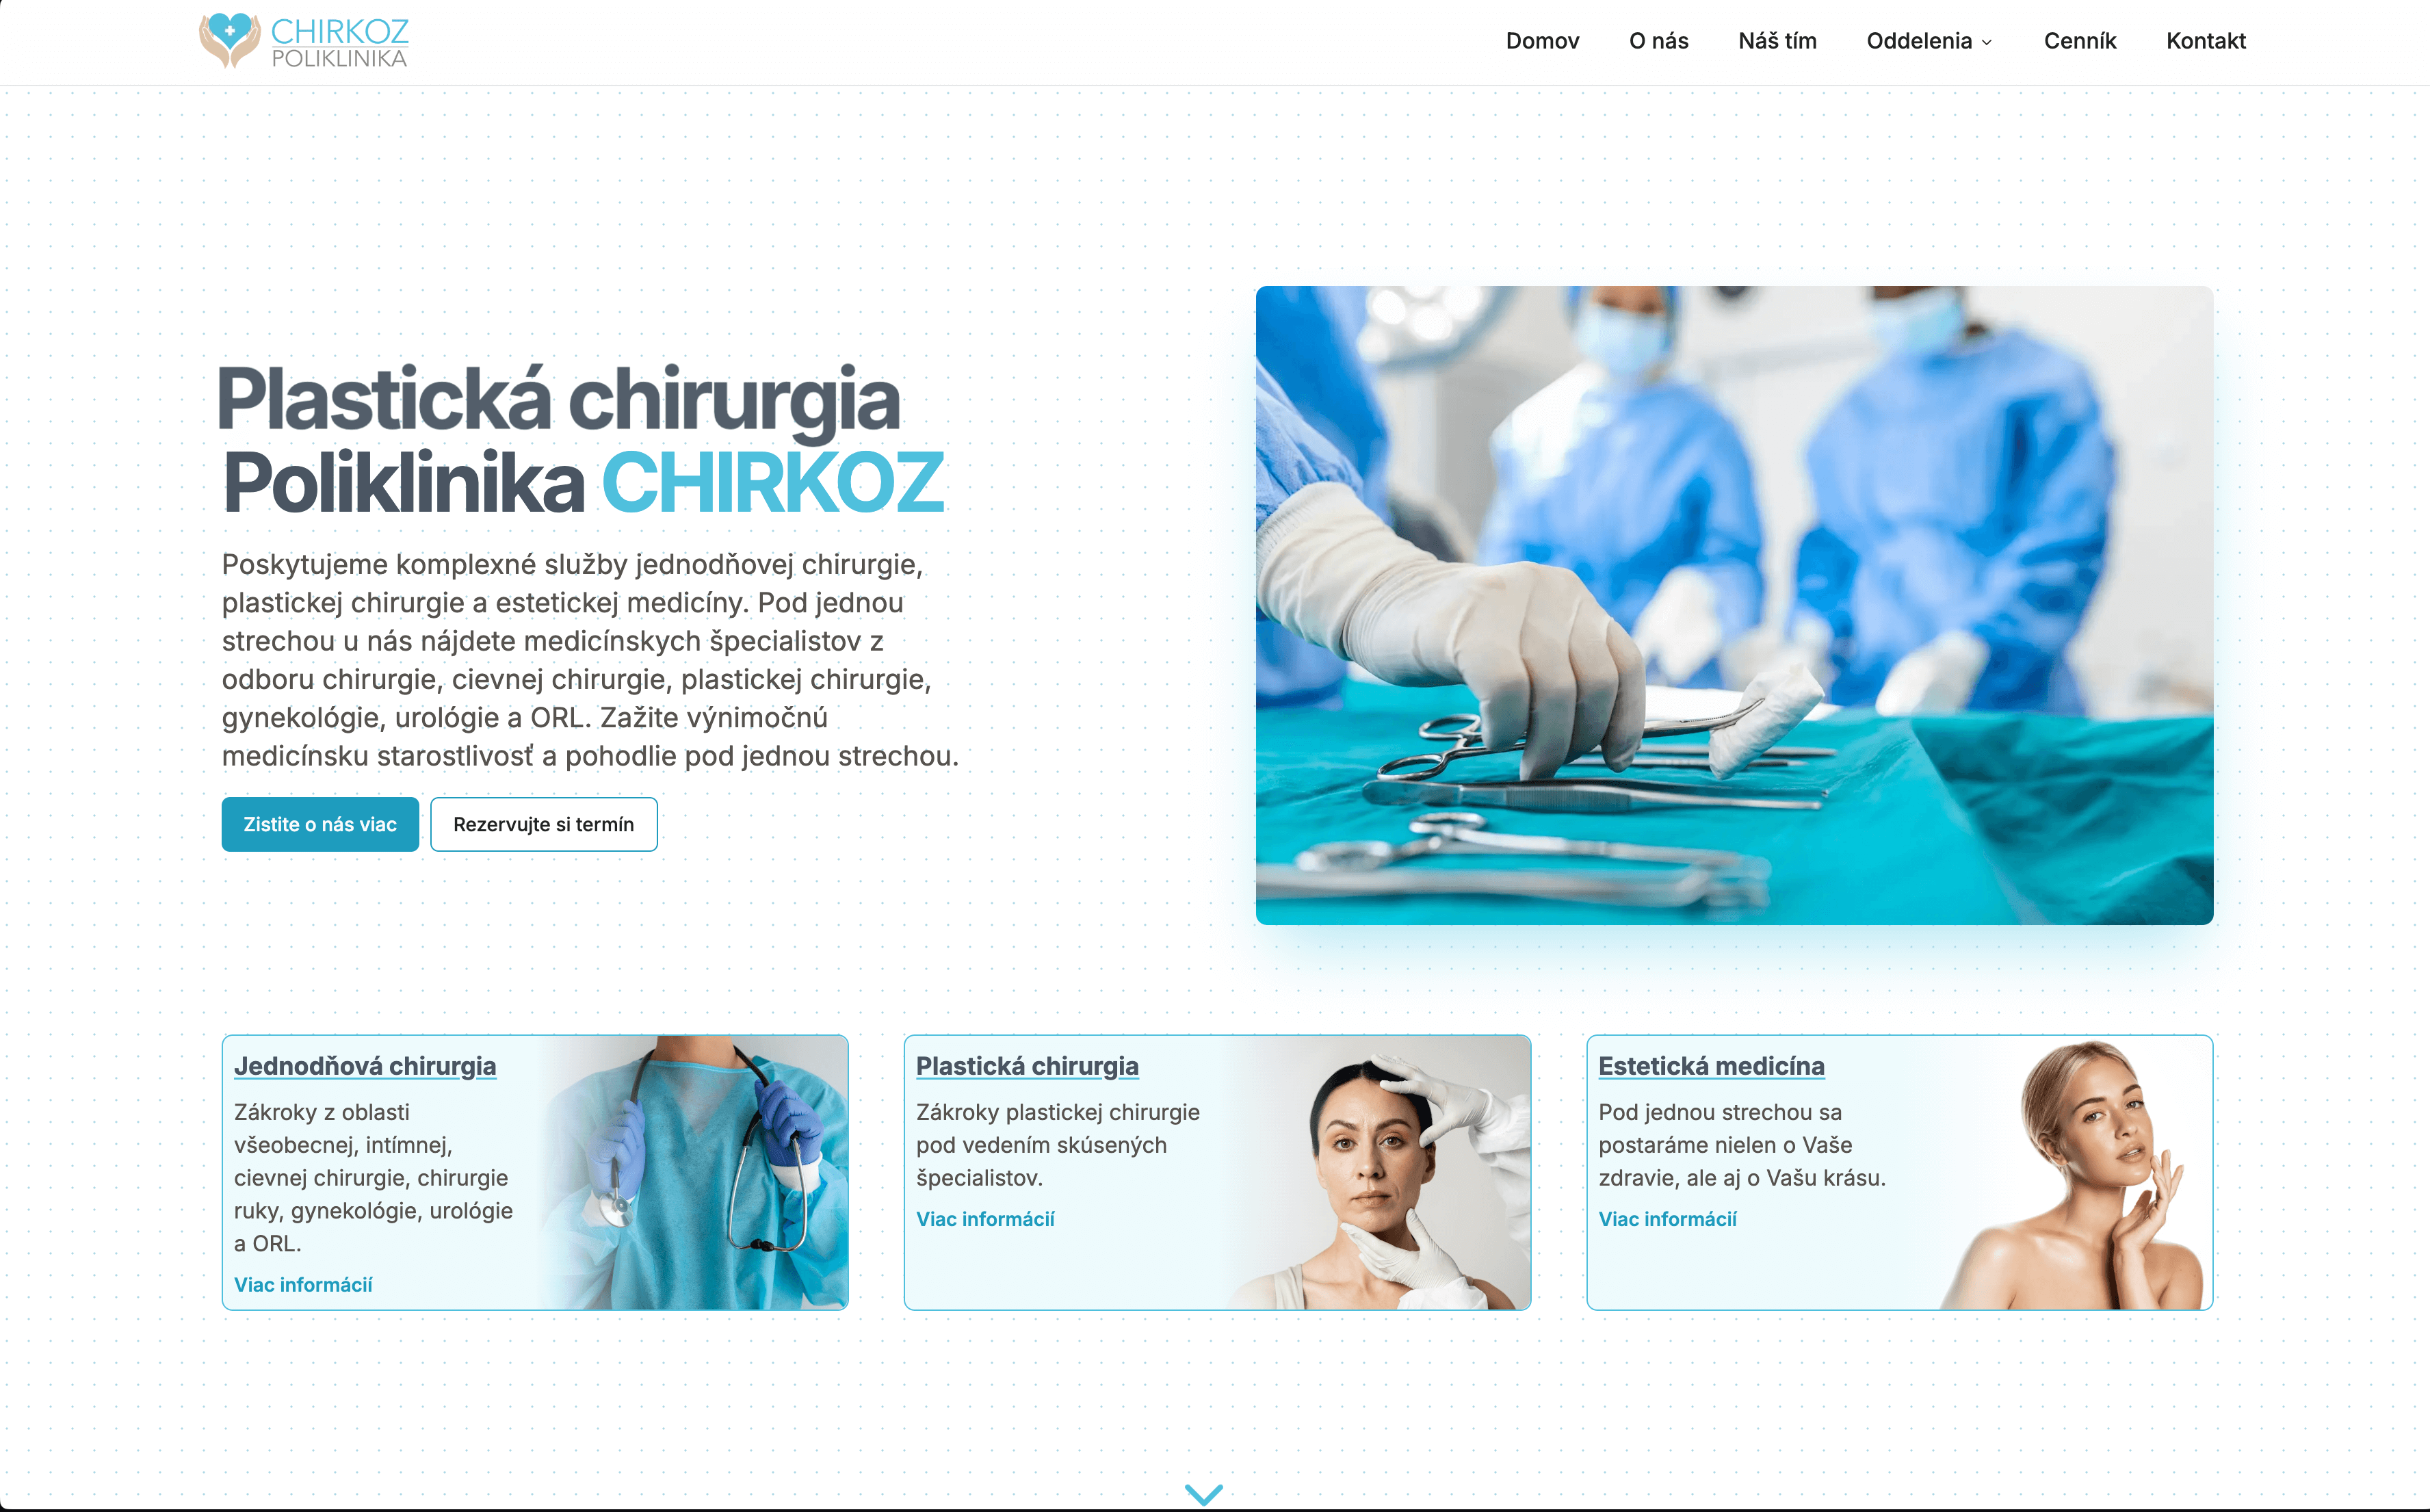 CHIRKOZ
POLIKLINIKA
Domov
O nás
Náš tím
Oddelenia
Cenník
Kontakt
Plastická chirurgia
Poliklinika CHIRKOZ
Poskytujeme komplexné služby jednodňovej chirurgie,
plastickej chirurgie a estetickej medicíny. Pod jednou
strechou u nás nájdete medicínskych špecialistov z
odboru chirurgie, cievnej chirurgie, plastickej chirurgie,
gynekológie, urológie a ORL. Zažite výnimočnú
medicínsku starostlivosť a pohodlie pod jednou strechou.
Zistite o nás viac
Rezervujte si termín
Jednodňová chirurgia
Zákroky z oblasti
všeobecnej, intímnej,
cievnej chirurgie, chirurgie
ruky, gynekológie, urológie
a ORL.
Viac informácií
Plastická chirurgia
Zákroky plastickej chirurgie
pod vedením skúsených
špecialistov.
Viac informácií
Estetická medicína
Pod jednou strechou sa
postaráme nielen o Vaše
zdravie, ale aj o Vašu krásu.
Viac informácií